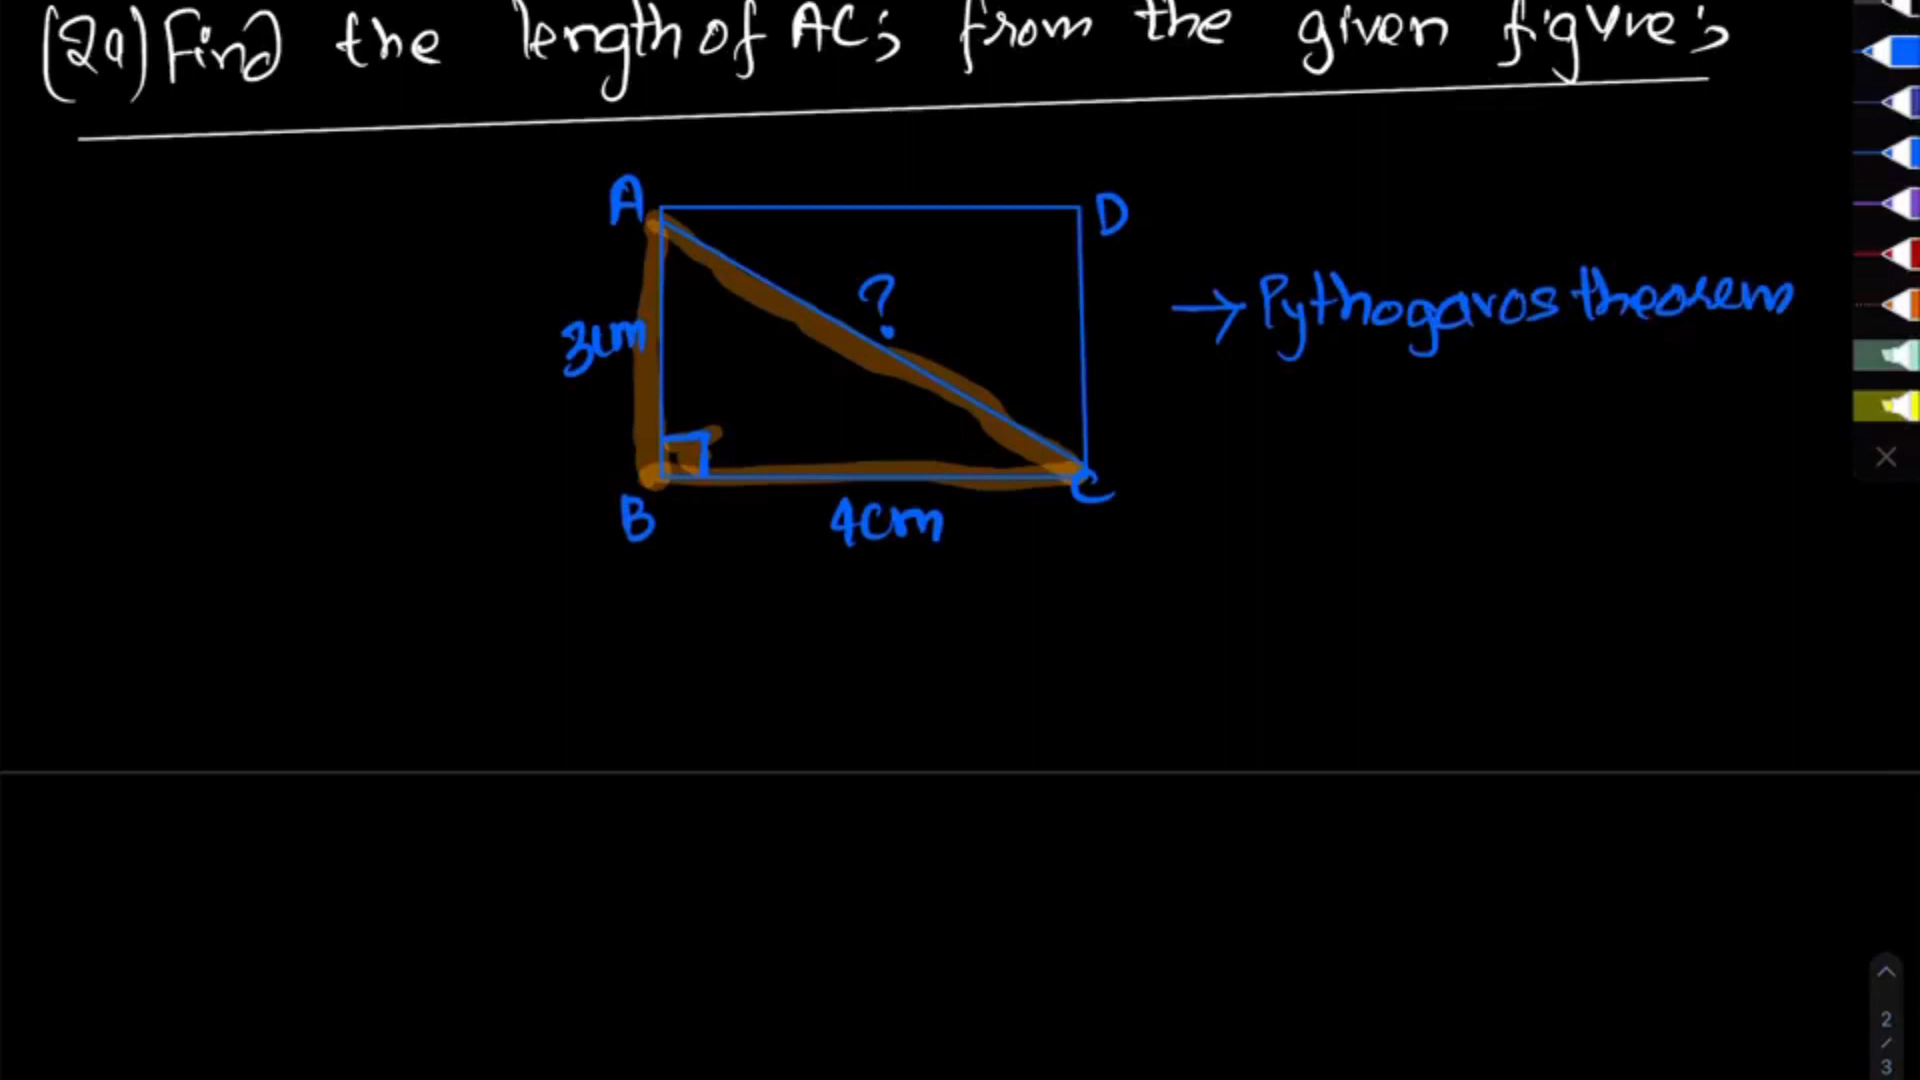 (2a) Find the length of AC; from the given figure;
A
D
?
→ Pythogaros theorem
3cm
B
4cm
C
2
/
3